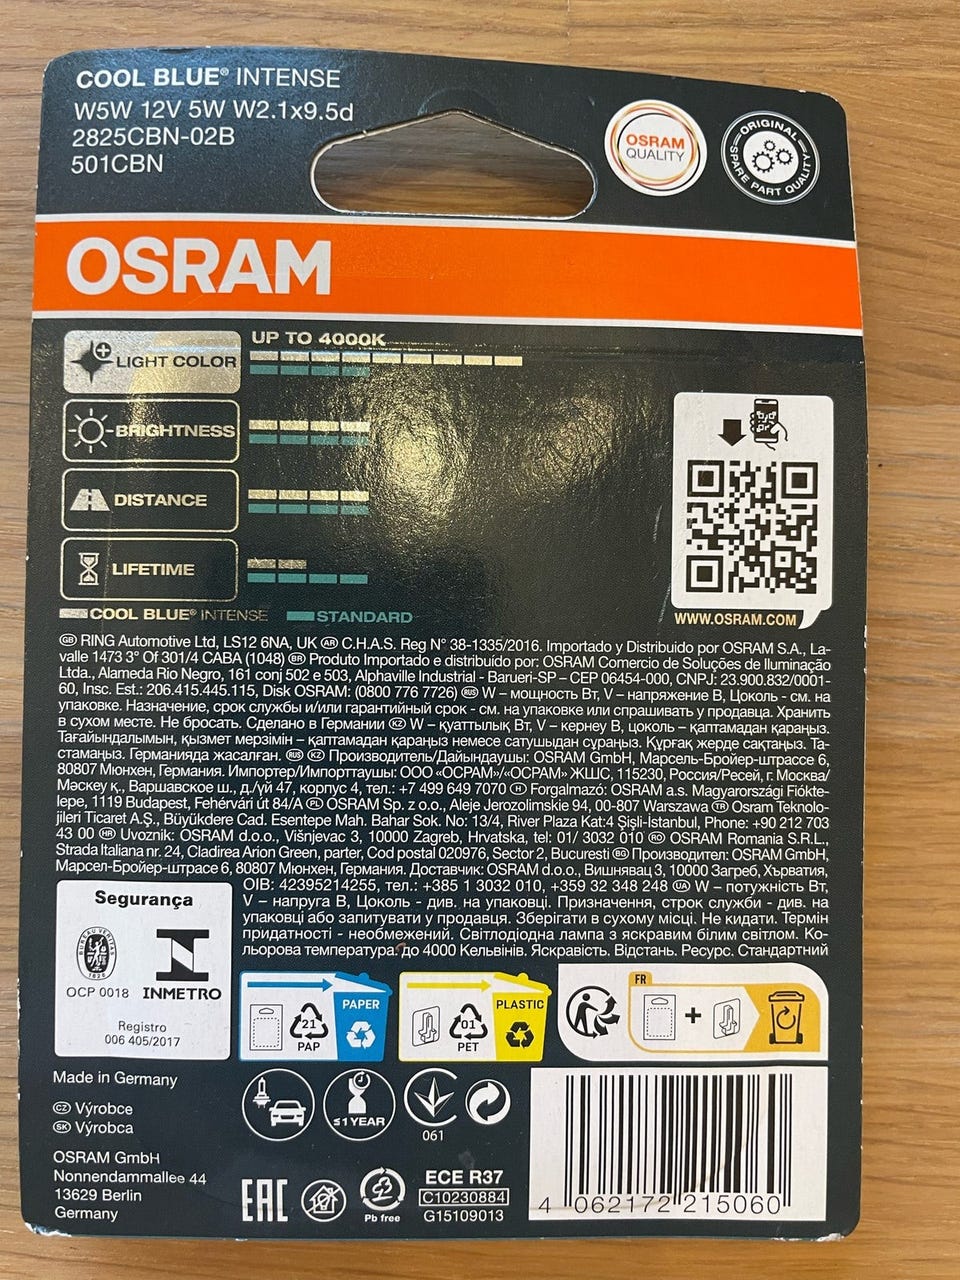 COOL BLUE® INTENSE
W5W 12V 5W W2.1x9.5d
2825CBN-02B
501CBN
OSRAM
QUALITY
ORIGINAL
SPARE PART QUALITY
OSRAM
UP TO 4000K
LIGHT COLOR
BRIGHTNESS
DISTANCE
LIFETIME
COOL BLUE® INTENSE STANDARD
WWW.OSRAM.COM
GB RING Automotive Ltd, LS12 6NA, UK AR C.H.A.S. Reg N° 38-1335/2016. Importado y Distribuido por OSRAM S.A., La-
valle 1473 3° Of 301/4 CABA (1048) BR Produto Importado e distribuído por: OSRAM Comercio de Soluções de Iluminação
Ltda., Alameda Rio Negro, 161 conj 502 e 503, Alphaville Industrial - Barueri-SP – CEP 06454-000, CNPJ: 23.900.832/0001-
60, Insc. Est.: 206.415.445.115, Disk OSRAM: (0800 776 7726) RUS W – мощность Вт, V – напряжение В, Цоколь - см. на
упаковке. Назначение, срок службы и/или гарантийный срок - см. на упаковке или спрашивать у продавца. Хранить
в сухом месте. Не бросать. Сделано в Германии KZ W – қуаттылық Вт, V – кернеу В, цоколь – қаптамадан қараңыз.
Тағайындалымын, қызмет мерзімін – қаптамадан қараңыз немесе сатушыдан сұраңыз. Құрғақ жерде сақтаңыз. Та-
стамаңыз. Германияда жасалған. RUS KZ Производитель/Дайындаушы: OSRAM GmbH, Марсель-Бройер-штрассе 6,
80807 Мюнхен, Германия. Импортер/Импорттаушы: ООО «ОСРАМ»/«ОСРАМ» ЖШС, 115230, Россия/Ресей, г. Москва/
Мәскеу қ., Варшавское ш., д./үй 47, корпус 4, тел.: +7 499 649 7070 H Forgalmazó: OSRAM a.s. Magyarországi Fiókte-
lepe, 1119 Budapest, Fehérvári út 84/A PL OSRAM Sp. z o.o., Aleje Jerozolimskie 94, 00-807 Warszawa TR Osram Teknolo-
jileri Ticaret A.Ş., Büyükdere Cad. Esentepe Mah. Bahar Sok. No: 13/4, River Plaza Kat:4 Şişli-İstanbul, Phone: +90 212 703
43 00 HR Uvoznik: OSRAM d.o.o., Višnjevac 3, 10000 Zagreb, Hrvatska, tel: 01/ 3032 010 RO OSRAM Romania S.R.L.,
Strada Italiana nr. 24, Cladirea Arion Green, parter, Cod postal 020976, Sector 2, Bucuresti BG Производител: OSRAM GmbH,
Марсел-Бройер-штрасе 6, 80807 Мюнхен, Германия. Доставчик: OSRAM d.o.o., Вишнявац 3, 10000 Загреб, Хърватия,
OIB: 42395214255, тел.: +385 1 3032 010, +359 32 348 248 UA W – потужність Вт,
V – напруга В, Цоколь - див. на упаковці. Призначення, строк служби - див. на
упаковці або запитувати у продавця. Зберігати в сухому місці. Не кидати. Термін
придатності - необмежений. Світлодіодна лампа з яскравим білим світлом. Ко-
льорова температура: до 4000 Кельвінів. Яскравість. Відстань. Ресурс. Стандартний
Segurança
BUREAU VERITAS
1828
OCP 0018 INMETRO
Registro
006 405/2017
PAPER
21
PAP
PLASTIC
01
PET
FR
+
Made in Germany
CZ Výrobce
SK Výrobca
OSRAM GmbH
Nonnendammallee 44
13629 Berlin
Germany
≤1YEAR
061
EAC
Pb free
ECE R37
C10230884
G15109013
4 062172 215060